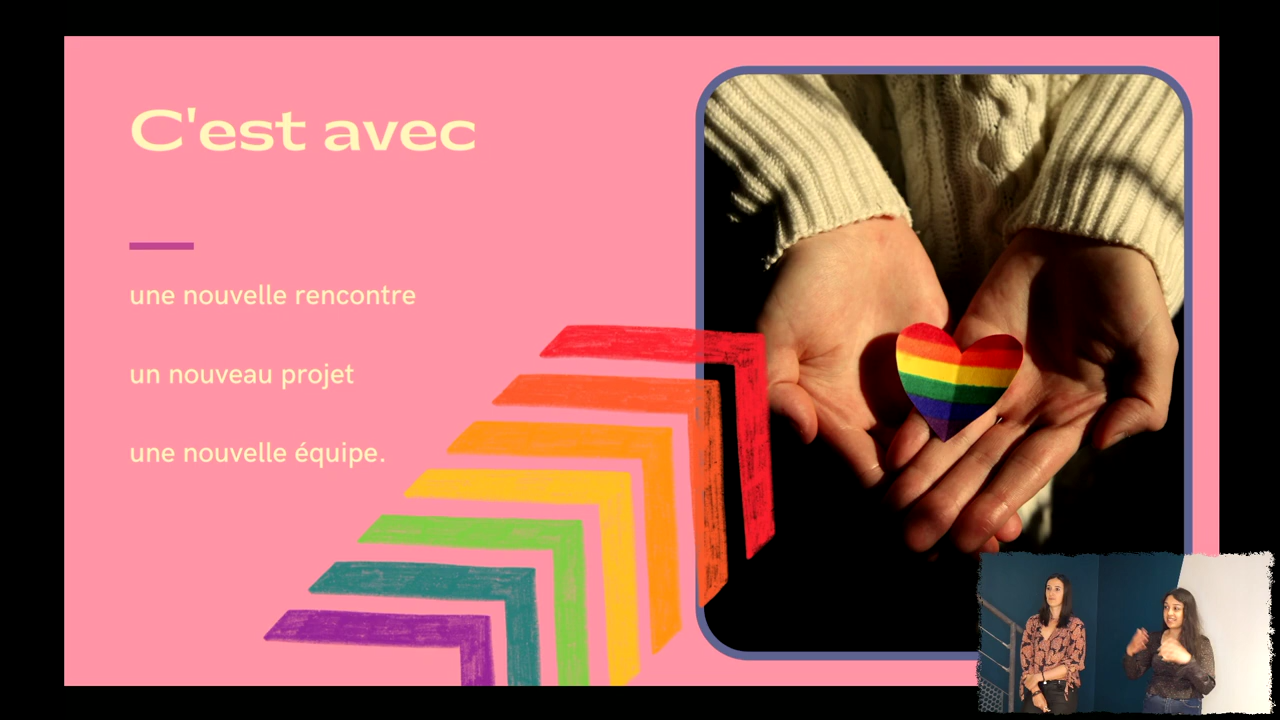 C'est avec
une nouvelle rencontre
un nouveau projet
une nouvelle équipe.